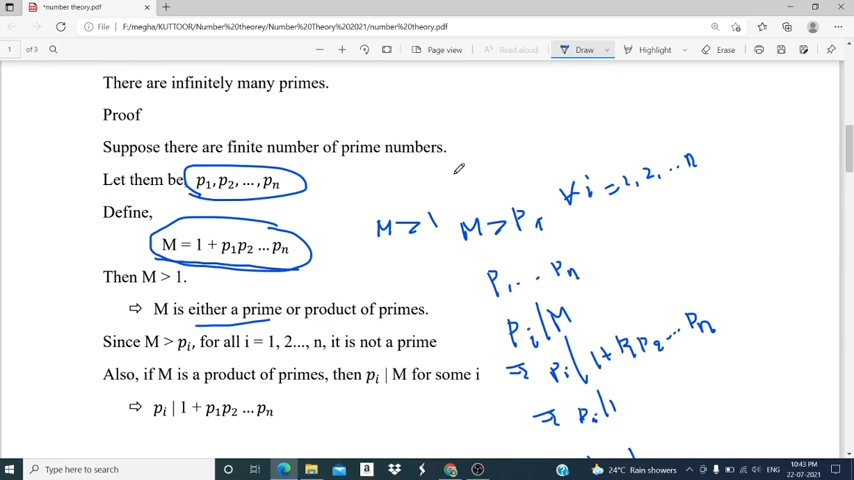 *number theory.pdf
File | F:/megha/KUTTOOR/Number%20theorey/Number%20Theory%202021/number%20theory.pdf
1 of 3
Page view
Read aloud
Draw
Highlight
Erase
There are infinitely many primes.
Proof
Suppose there are finite number of prime numbers.
Let them be, p₁, p₂, …, pₙ
∀ i = 1, 2, … n
Define,
M > 1 M > Pᵢ
M = 1 + p₁p₂ … pₙ
Then M > 1.
P₁ … Pₙ
⇨ M is either a prime or product of primes.
Pᵢ | M
Since M > pᵢ, for all i = 1, 2..., n, it is not a prime
⇒ Pᵢ | 1 + P₁P₂ … Pₙ
Also, if M is a product of primes, then pᵢ | M for some i
⇨ pᵢ | 1 + p₁p₂ … pₙ
⇒ Pᵢ | 1
Type here to search
24°C Rain showers
ENG
10:43 PM
22-07-2021